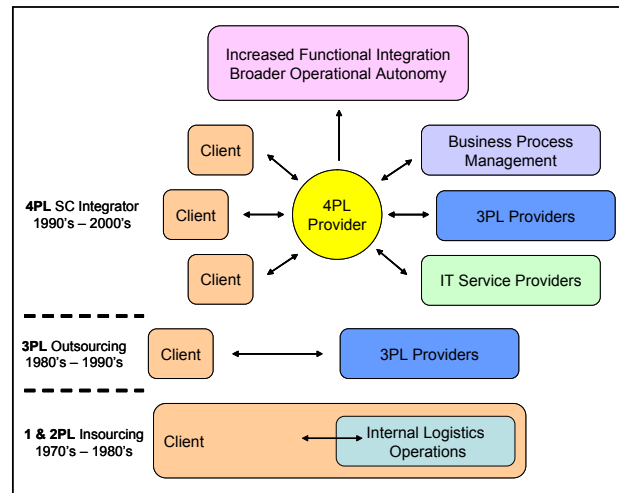 Increased Functional Integration
Broader Operational Autonomy
Client
Business Process
Management
4PL SC Integrator
1990's – 2000's
Client
4PL
Provider
3PL Providers
Client
IT Service Providers
3PL Outsourcing
1980's – 1990's
Client
3PL Providers
1 & 2PL Insourcing
1970's – 1980's
Client
Internal Logistics
Operations